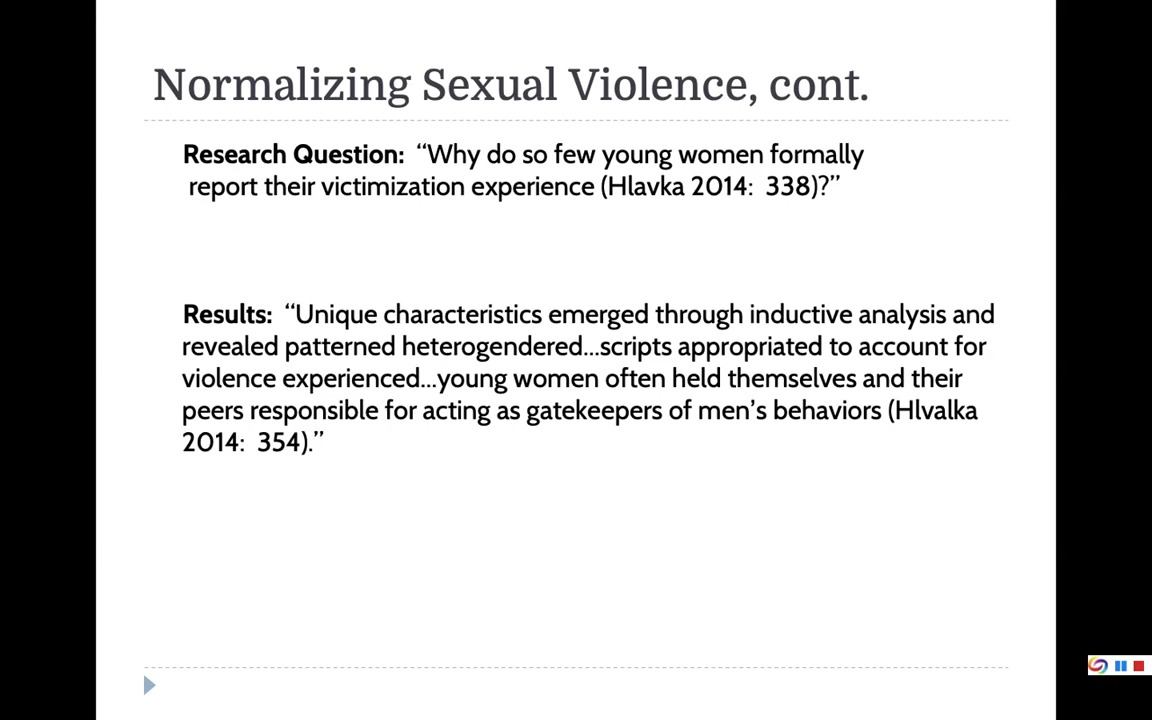 Normalizing Sexual Violence, cont.
Research Question:  “Why do so few young women formally
report their victimization experience (Hlavka 2014:  338)?”
Results:  “Unique characteristics emerged through inductive analysis and
revealed patterned heterogendered...scripts appropriated to account for
violence experienced...young women often held themselves and their
peers responsible for acting as gatekeepers of men’s behaviors (Hlvalka
2014:  354).”